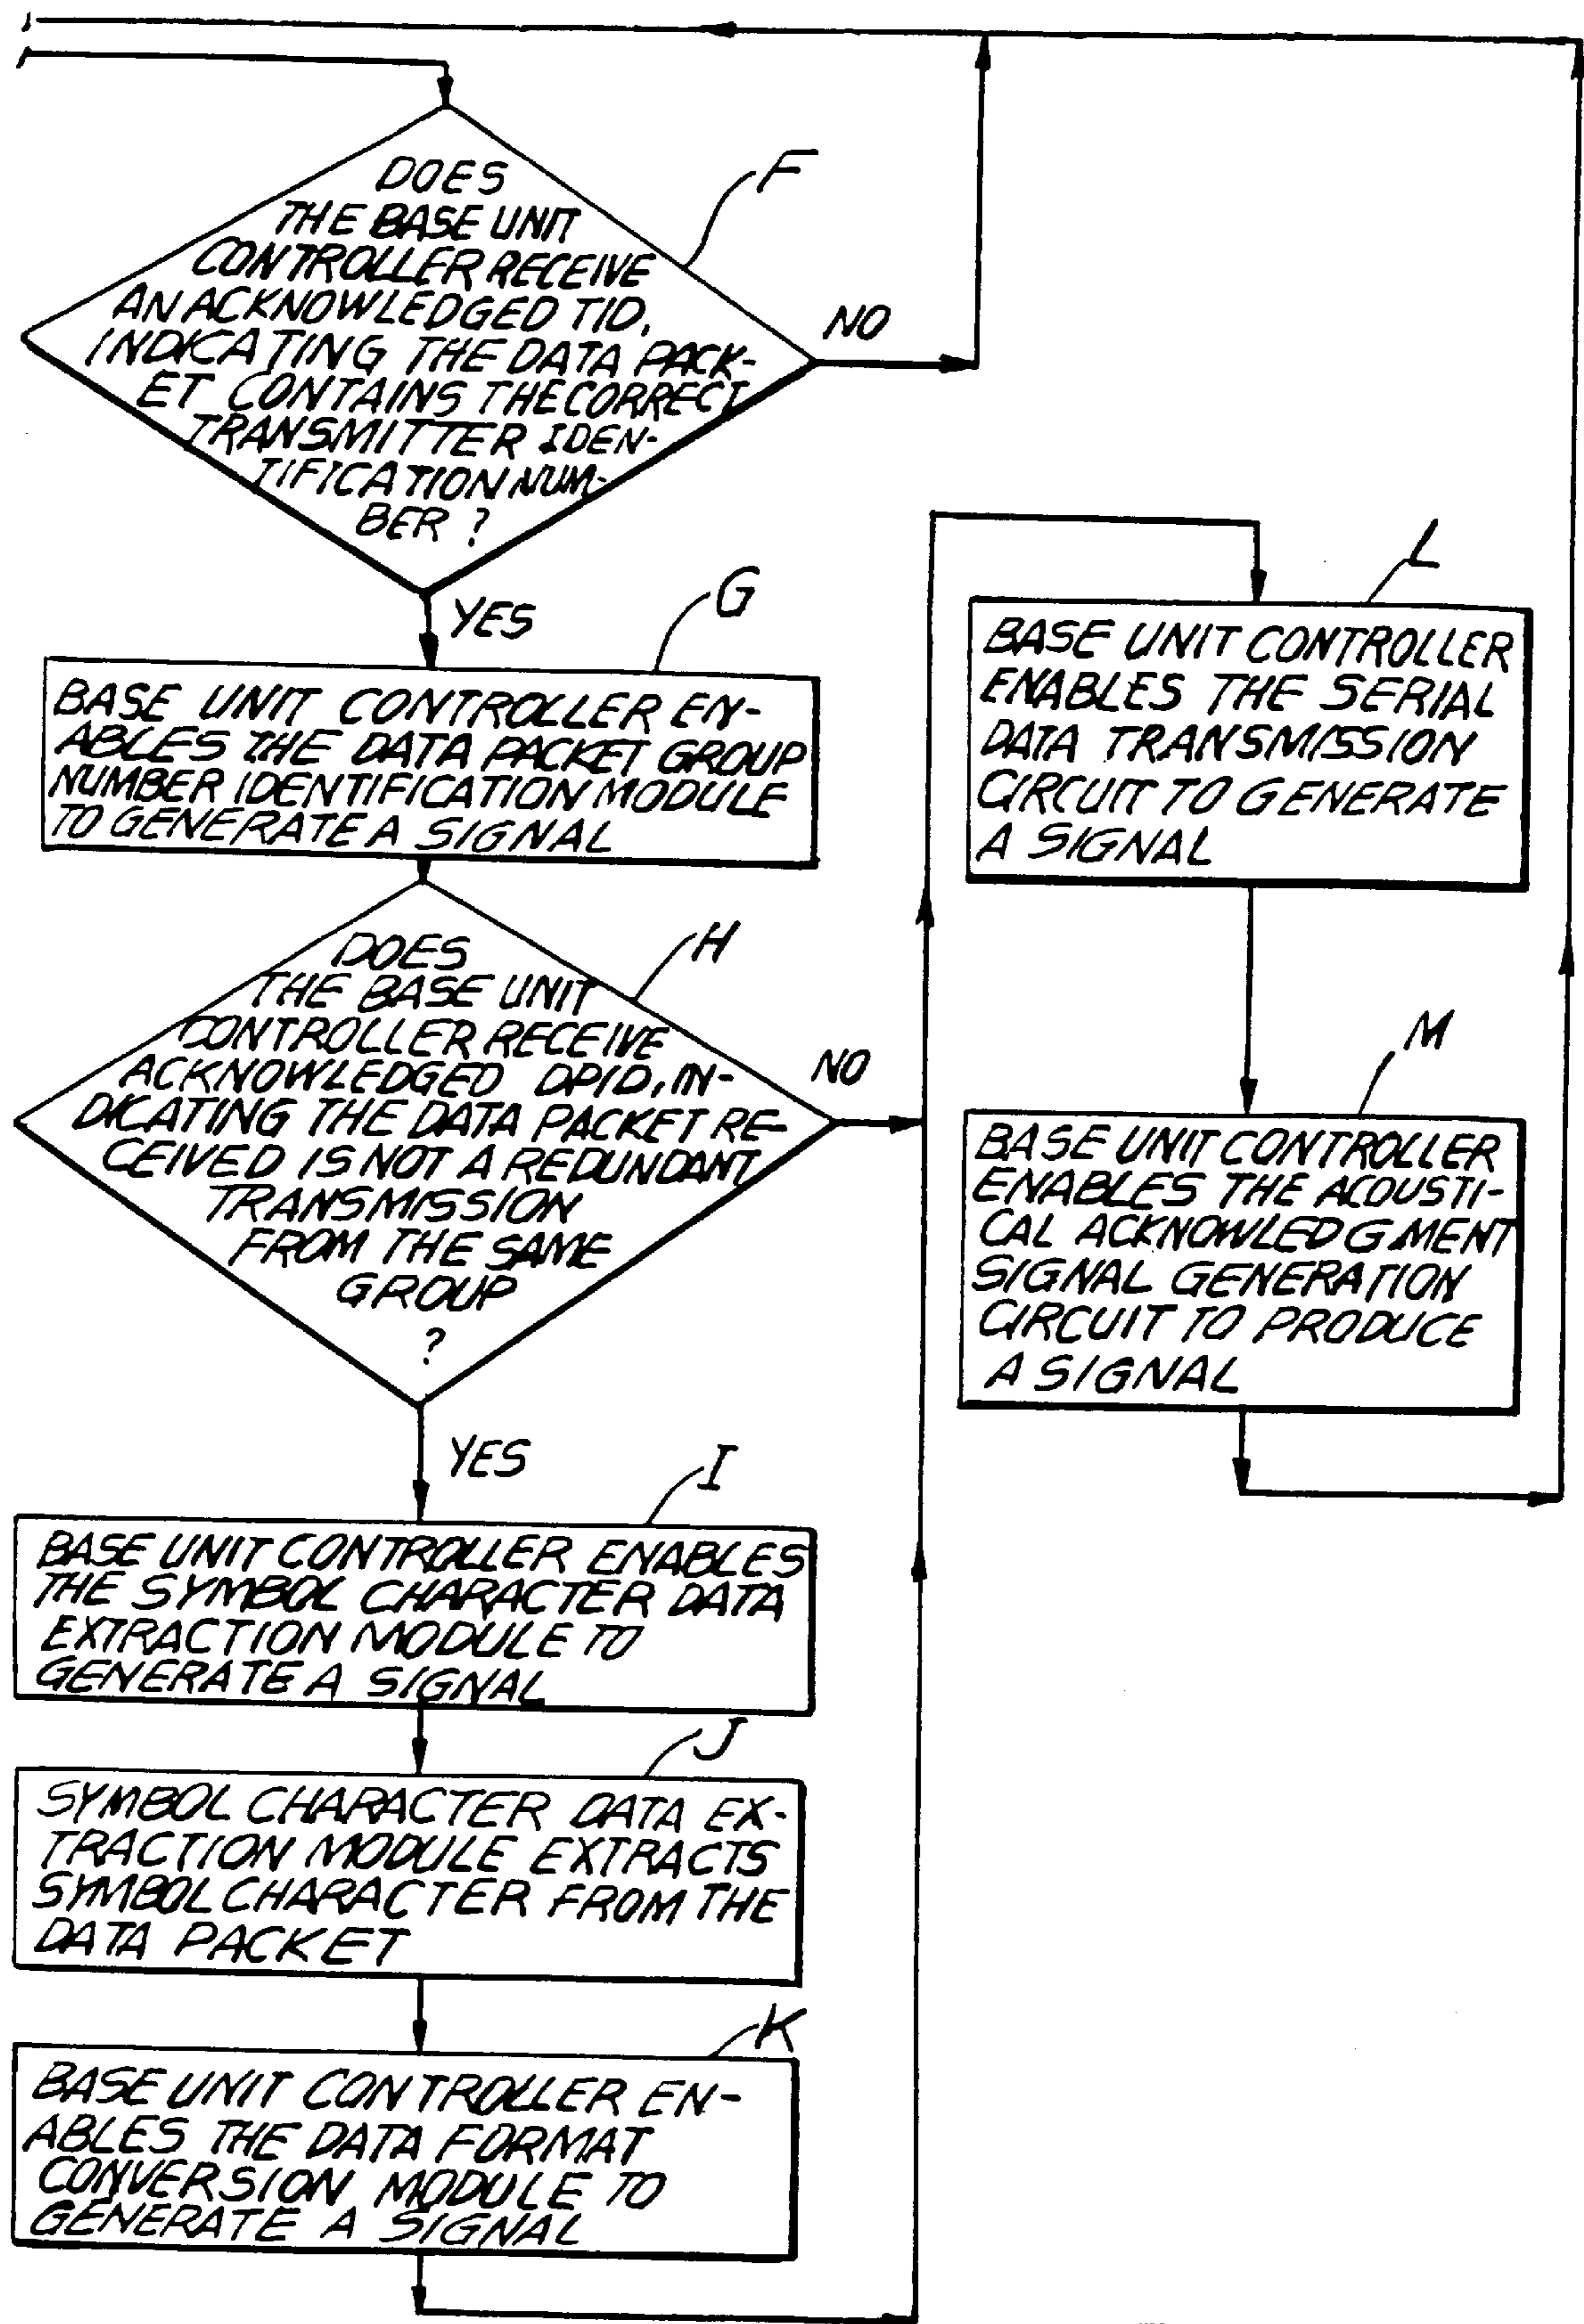 F
DOES
THE BASE UNIT
CONTROLLER RECEIVE
AN ACKNOWLEDGED TID,
INDICATING THE DATA PACK-
ET CONTAINS THE CORRECT
TRANSMITTER IDEN-
TIFICATION NUM-
BER ?
NO
YES
G
BASE UNIT CONTROLLER EN-
ABLES THE DATA PACKET GROUP
NUMBER IDENTIFICATION MODULE
TO GENERATE A SIGNAL
H
DOES
THE BASE UNIT
CONTROLLER RECEIVE
ACKNOWLEDGED DPID, IN-
DICATING THE DATA PACKET RE-
CEIVED IS NOT A REDUNDANT
TRANSMISSION
FROM THE SAME
GROUP
?
NO
YES
I
BASE UNIT CONTROLLER ENABLES
THE SYMBOL CHARACTER DATA
EXTRACTION MODULE TO
GENERATE A SIGNAL
J
SYMBOL CHARACTER DATA EX-
TRACTION MODULE EXTRACTS
SYMBOL CHARACTER FROM THE
DATA PACKET
K
BASE UNIT CONTROLLER EN-
ABLES THE DATA FORMAT
CONVERSION MODULE TO
GENERATE A SIGNAL
L
BASE UNIT CONTROLLER
ENABLES THE SERIAL
DATA TRANSMISSION
CIRCUIT TO GENERATE
A SIGNAL
M
BASE UNIT CONTROLLER
ENABLES THE ACOUSTI-
CAL ACKNOWLEDGMENT
SIGNAL GENERATION
CIRCUIT TO PRODUCE
A SIGNAL